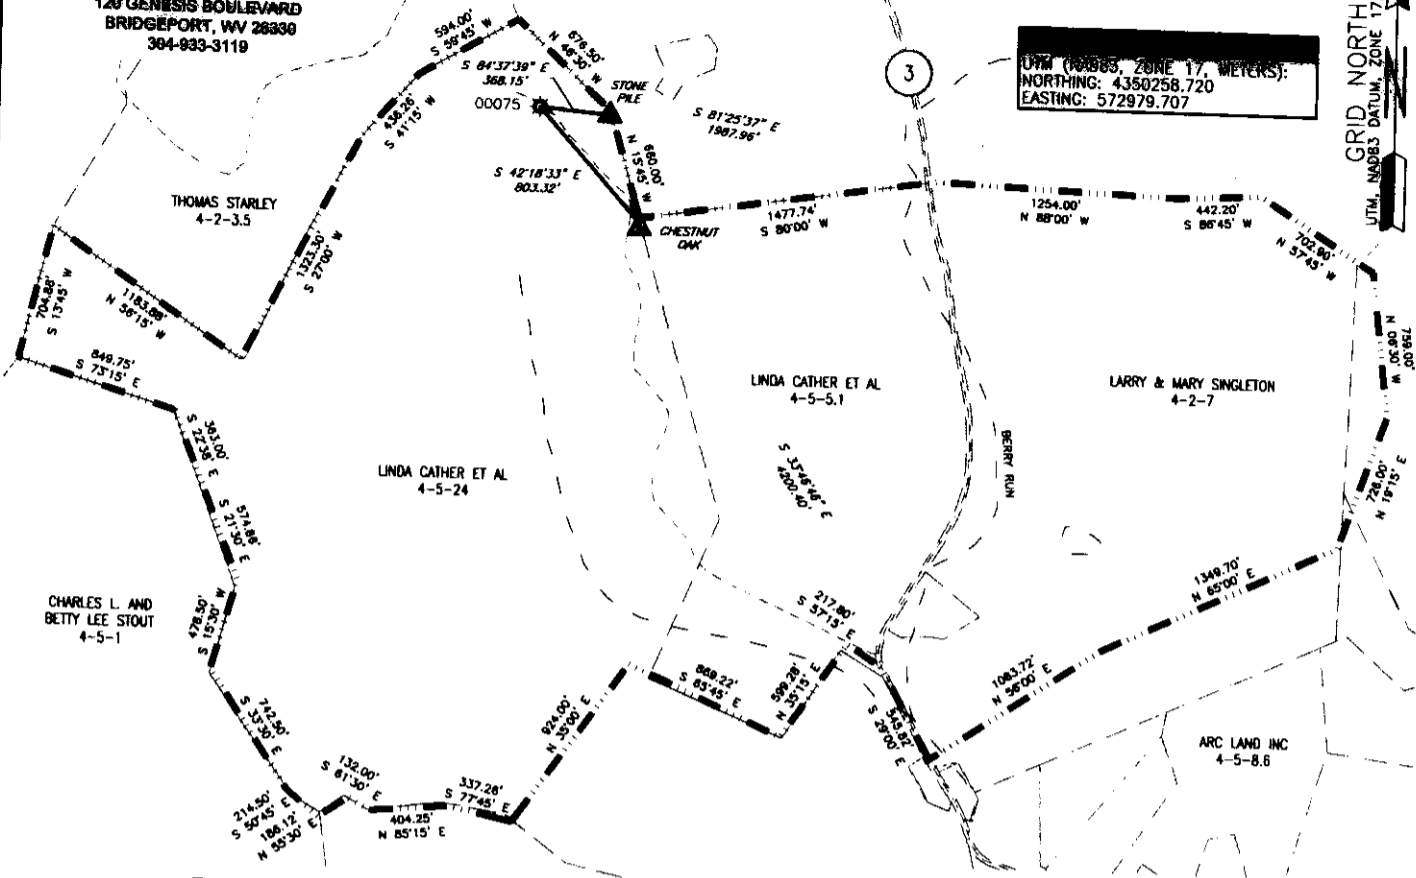 120 GENESIS BOULEVARD
BRIDGEPORT, WV 26330
304-933-3119
594.00'
S 59°45' W
676.50'
N 46°30' W
S 84°37'39" E
368.15'
STONE
PILE
00075
438.26'
S 41°15' W
S 81°25'37" E
1987.96'
660.00'
N 15°45' W
S 42°18'33" E
803.32'
3
UTM (NAD83, ZONE 17, METERS):
NORTHING: 4350258.720
EASTING: 572979.707
GRID NORTH
UTM, NAD83 DATUM, ZONE 17,
THOMAS STARLEY
4-2-3.5
1477.74'
S 80°00' W
CHESTNUT
OAK
1254.00'
N 88°00' W
442.20'
S 86°45' W
702.90'
N 57°45' W
1323.30'
S 27°00' W
704.88'
S 13°45' W
1183.88'
N 56°15' W
759.00'
N 06°30' W
849.75'
S 73°15' E
LINDA CATHER ET AL
4-5-5.1
LARRY & MARY SINGLETON
4-2-7
363.00'
S 22°38' E
BERRY RUN
LINDA CATHER ET AL
4-5-24
S 33°46'46" E
4200.40'
726.00'
N 19°15' E
574.88'
S 21°30' E
CHARLES L. AND
BETTY LEE STOUT
4-5-1
478.50'
S 15°30' W
217.80'
S 57°15' E
1349.70'
N 65°00' E
742.50'
S 33°30' E
869.22'
S 65°45' E
599.28'
N 35°15' E
1083.72'
N 56°00' E
924.00'
N 35°00' E
545.82'
S 29°00' E
ARC LAND INC
4-5-8.6
132.00'
S 61°30' E
337.26'
S 77°45' E
214.50'
S 50°45' E
186.12'
N 55°30' E
404.25'
N 85°15' E